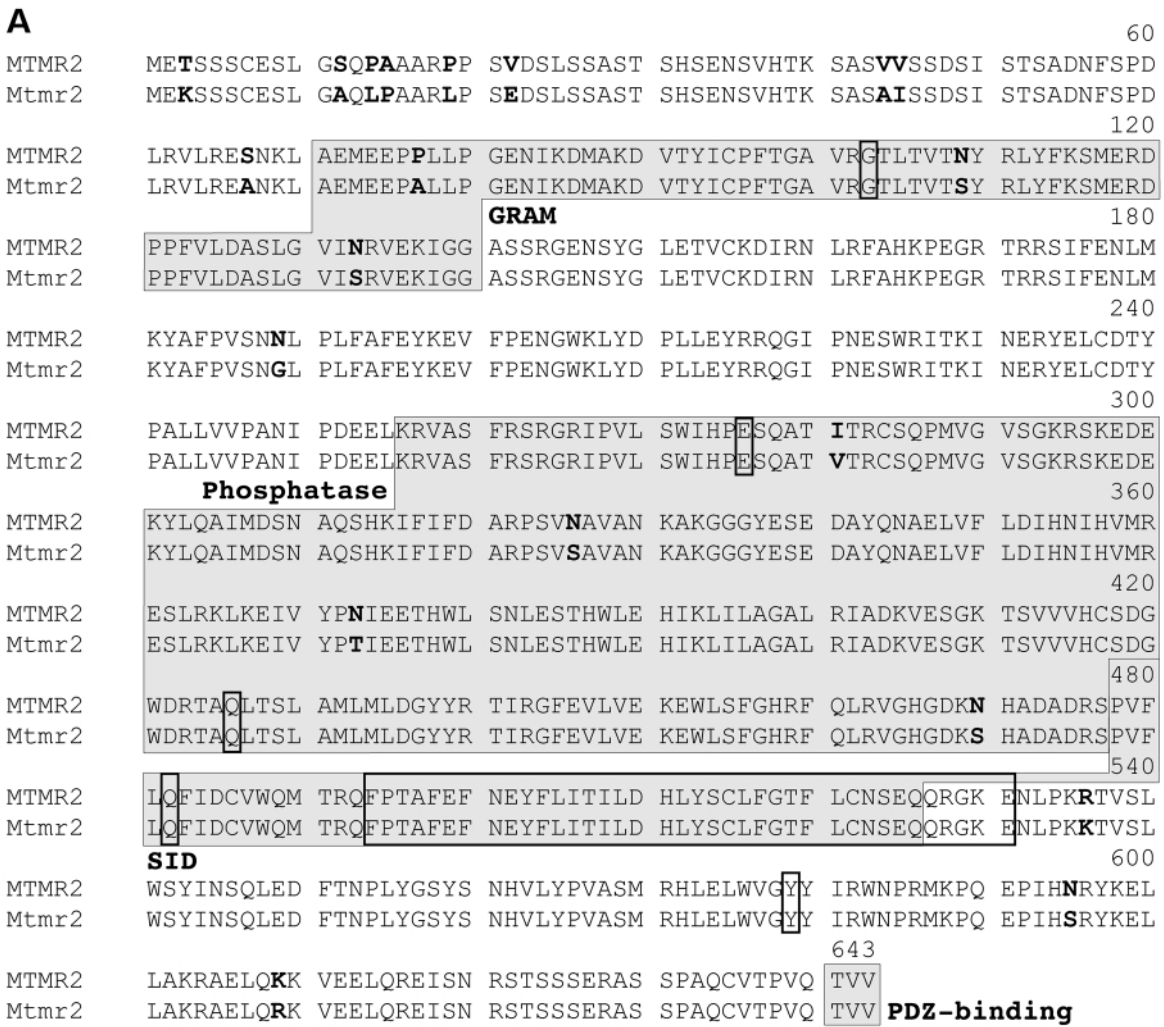 A
60
MTMR2 METSSSCESL GSQPAAARPP SVDSLSSAST SHSENSVHTK SASVVSSDSI STSADNFSPD
Mtmr2 MEKSSSCESL GAQLPAARLP SEDSLSSAST SHSENSVHTK SASAISSDSI STSADNFSPD
120
MTMR2 LRVLRESNKL AEMEEPPLLP GENIKDMAKD VTYICPFTGA VRGTLTVTNY RLYFKSMERD
Mtmr2 LRVLREANKL AEMEEPALLP GENIKDMAKD VTYICPFTGA VRGTLTVTSY RLYFKSMERD
GRAM 180
MTMR2 PPFVLDASLG VINRVEKIGG ASSRGENSYG LETVCKDIRN LRFAHKPEGR TRRSIFENLM
Mtmr2 PPFVLDASLG VISRVEKIGG ASSRGENSYG LETVCKDIRN LRFAHKPEGR TRRSIFENLM
240
MTMR2 KYAFPVSNNL PLFAFEYKEV FPENGWKLYD PLLEYRRQGI PNESWRITKI NERYELCDTY
Mtmr2 KYAFPVSNGL PLFAFEYKEV FPENGWKLYD PLLEYRRQGI PNESWRITKI NERYELCDTY
300
MTMR2 PALLVVPANI PDEELKRVAS FRSRGRIPVL SWIHPESQAT ITRCSQPMVG VSGKRSKEDE
Mtmr2 PALLVVPANI PDEELKRVAS FRSRGRIPVL SWIHPESQAT VTRCSQPMVG VSGKRSKEDE
Phosphatase 360
MTMR2 KYLQAIMDSN AQSHKIFIFD ARPSVNAVAN KAKGGGYESE DAYQNAELVF LDIHNIHVMR
Mtmr2 KYLQAIMDSN AQSHKIFIFD ARPSVSAVAN KAKGGGYESE DAYQNAELVF LDIHNIHVMR
420
MTMR2 ESLRKLKEIV YPNIEETHWL SNLESTHWLE HIKLILAGAL RIADKVESGK TSVVVHCSDG
Mtmr2 ESLRKLKEIV YPTIEETHWL SNLESTHWLE HIKLILAGAL RIADKVESGK TSVVVHCSDG
480
MTMR2 WDRTAQLTSL AMLMLDGYYR TIRGFEVLVE KEWLSFGHRF QLRVGHGDKN HADADRSPVF
Mtmr2 WDRTAQLTSL AMLMLDGYYR TIRGFEVLVE KEWLSFGHRF QLRVGHGDKS HADADRSPVF
540
MTMR2 LQFIDCVWQM TRQFPTAFEF NEYFLITILD HLYSCLFGTF LCNSEQQRGK ENLPKRTVSL
Mtmr2 LQFIDCVWQM TRQFPTAFEF NEYFLITILD HLYSCLFGTF LCNSEQQRGK ENLPKKTVSL
SID 600
MTMR2 WSYINSQLED FTNPLYGSYS NHVLYPVASM RHLELWVGYY IRWNPRMKPQ EPIHNRYKEL
Mtmr2 WSYINSQLED FTNPLYGSYS NHVLYPVASM RHLELWVGYY IRWNPRMKPQ EPIHSRYKEL
643
MTMR2 LAKRAELQKK VEELQREISN RSTSSSERAS SPAQCVTPVQ TVV
Mtmr2 LAKRAELQRK VEELQREISN RSTSSSERAS SPAQCVTPVQ TVV PDZ-binding